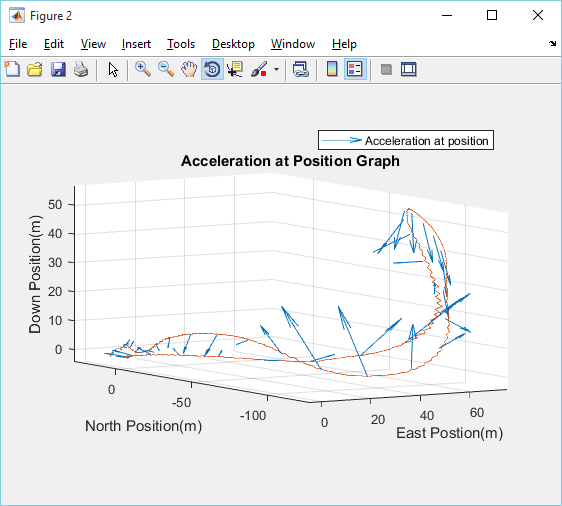 Figure 2
File Edit View Insert Tools Desktop Window Help
Acceleration at position
Acceleration at Position Graph
50
40
30
20
10
0
Down Position(m)
0
-50
-100
North Position(m)
0
20
40
60
East Postion(m)